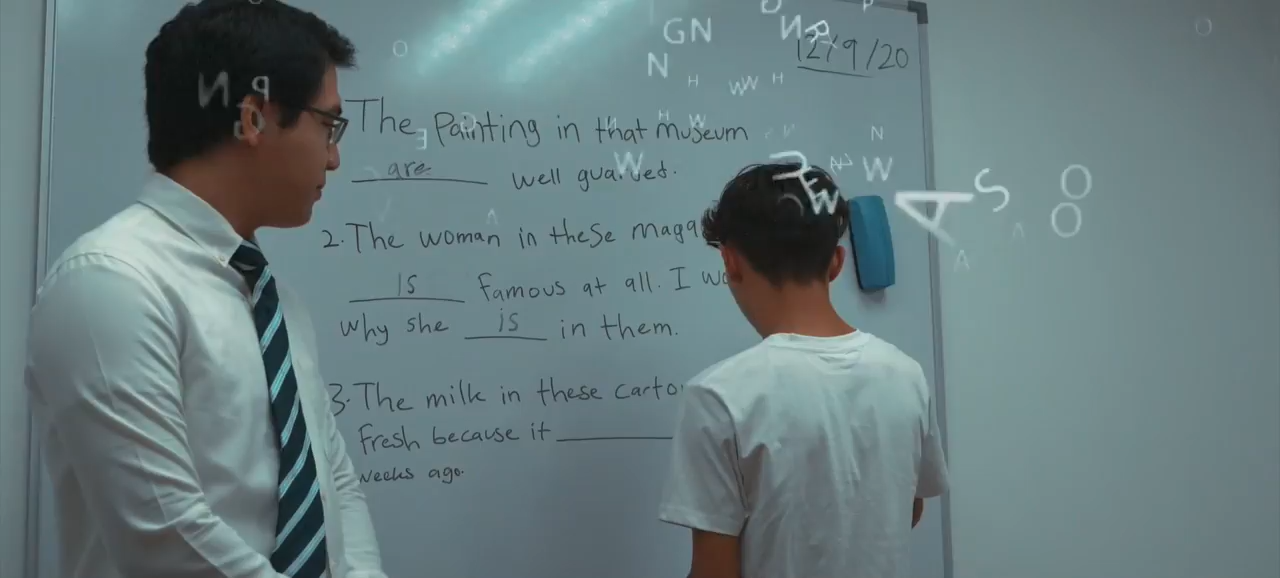 12/9/20
The Painting in that museum
are well guarded.
2. The woman in these
is famous at all. I
why she is in them.
3. The milk in these
fresh because it
weeks ago.